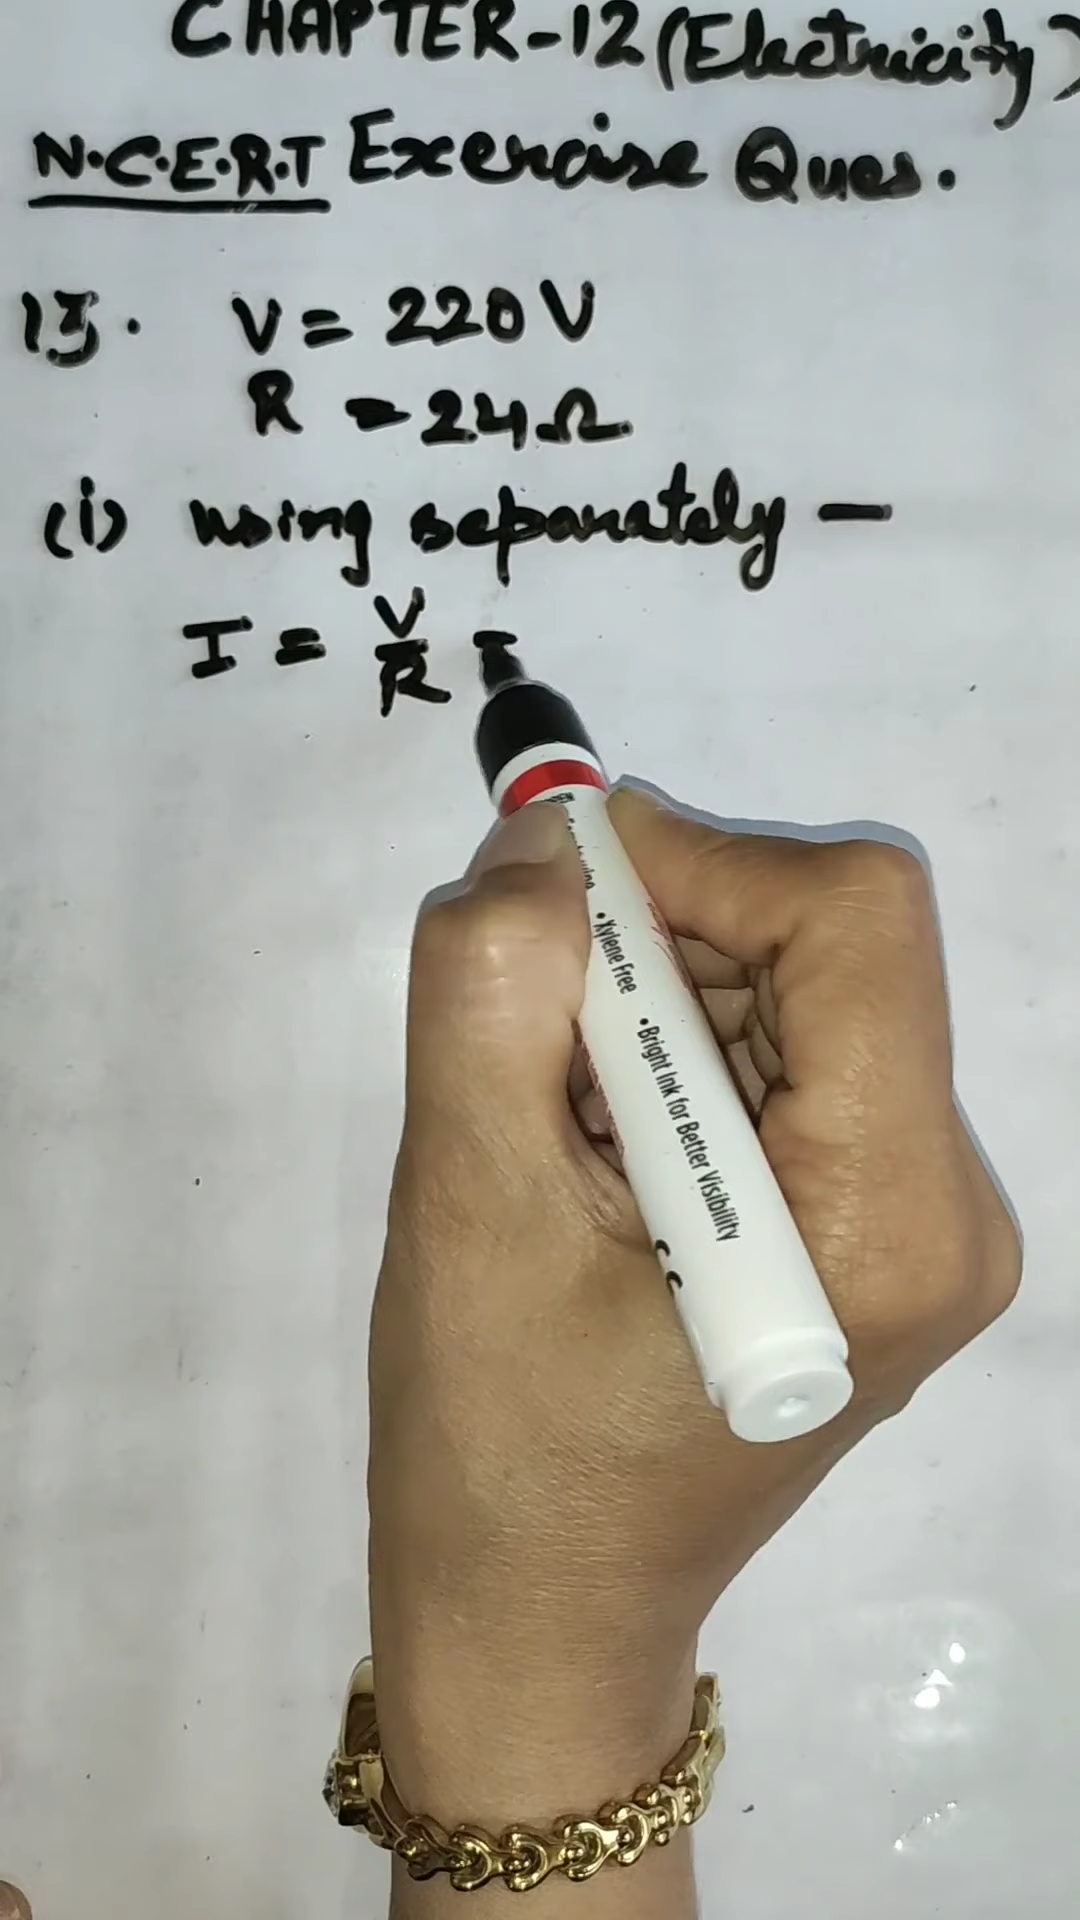 CHAPTER-12 (Electricity)
N.C.E.R.T Exercise Ques.
13. V = 220 V
R = 24 Ω
(i) using separately —
I = V/R =
• Xylene Free • Bright Ink for Better Visibility